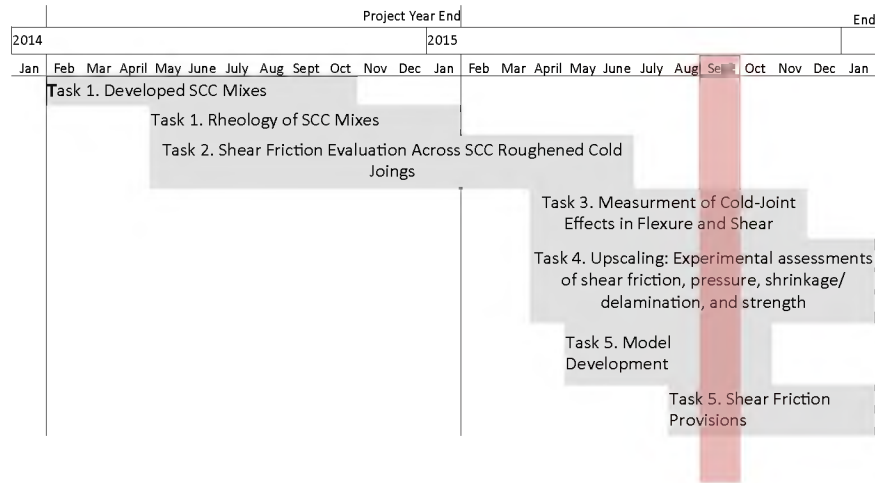 Project Year End
End
2014 2015
Jan Feb Mar April May June July Aug Sept Oct Nov Dec Jan Feb Mar April May June July Aug Sept Oct Nov Dec Jan
Task 1. Developed SCC Mixes
Task 1. Rheology of SCC Mixes
Task 2. Shear Friction Evaluation Across SCC Roughened Cold
Joings
Task 3. Measurment of Cold-Joint
Effects in Flexure and Shear
Task 4. Upscaling: Experimental assessments
of shear friction, pressure, shrinkage/
delamination, and strength
Task 5. Model
Development
Task 5. Shear Friction
Provisions